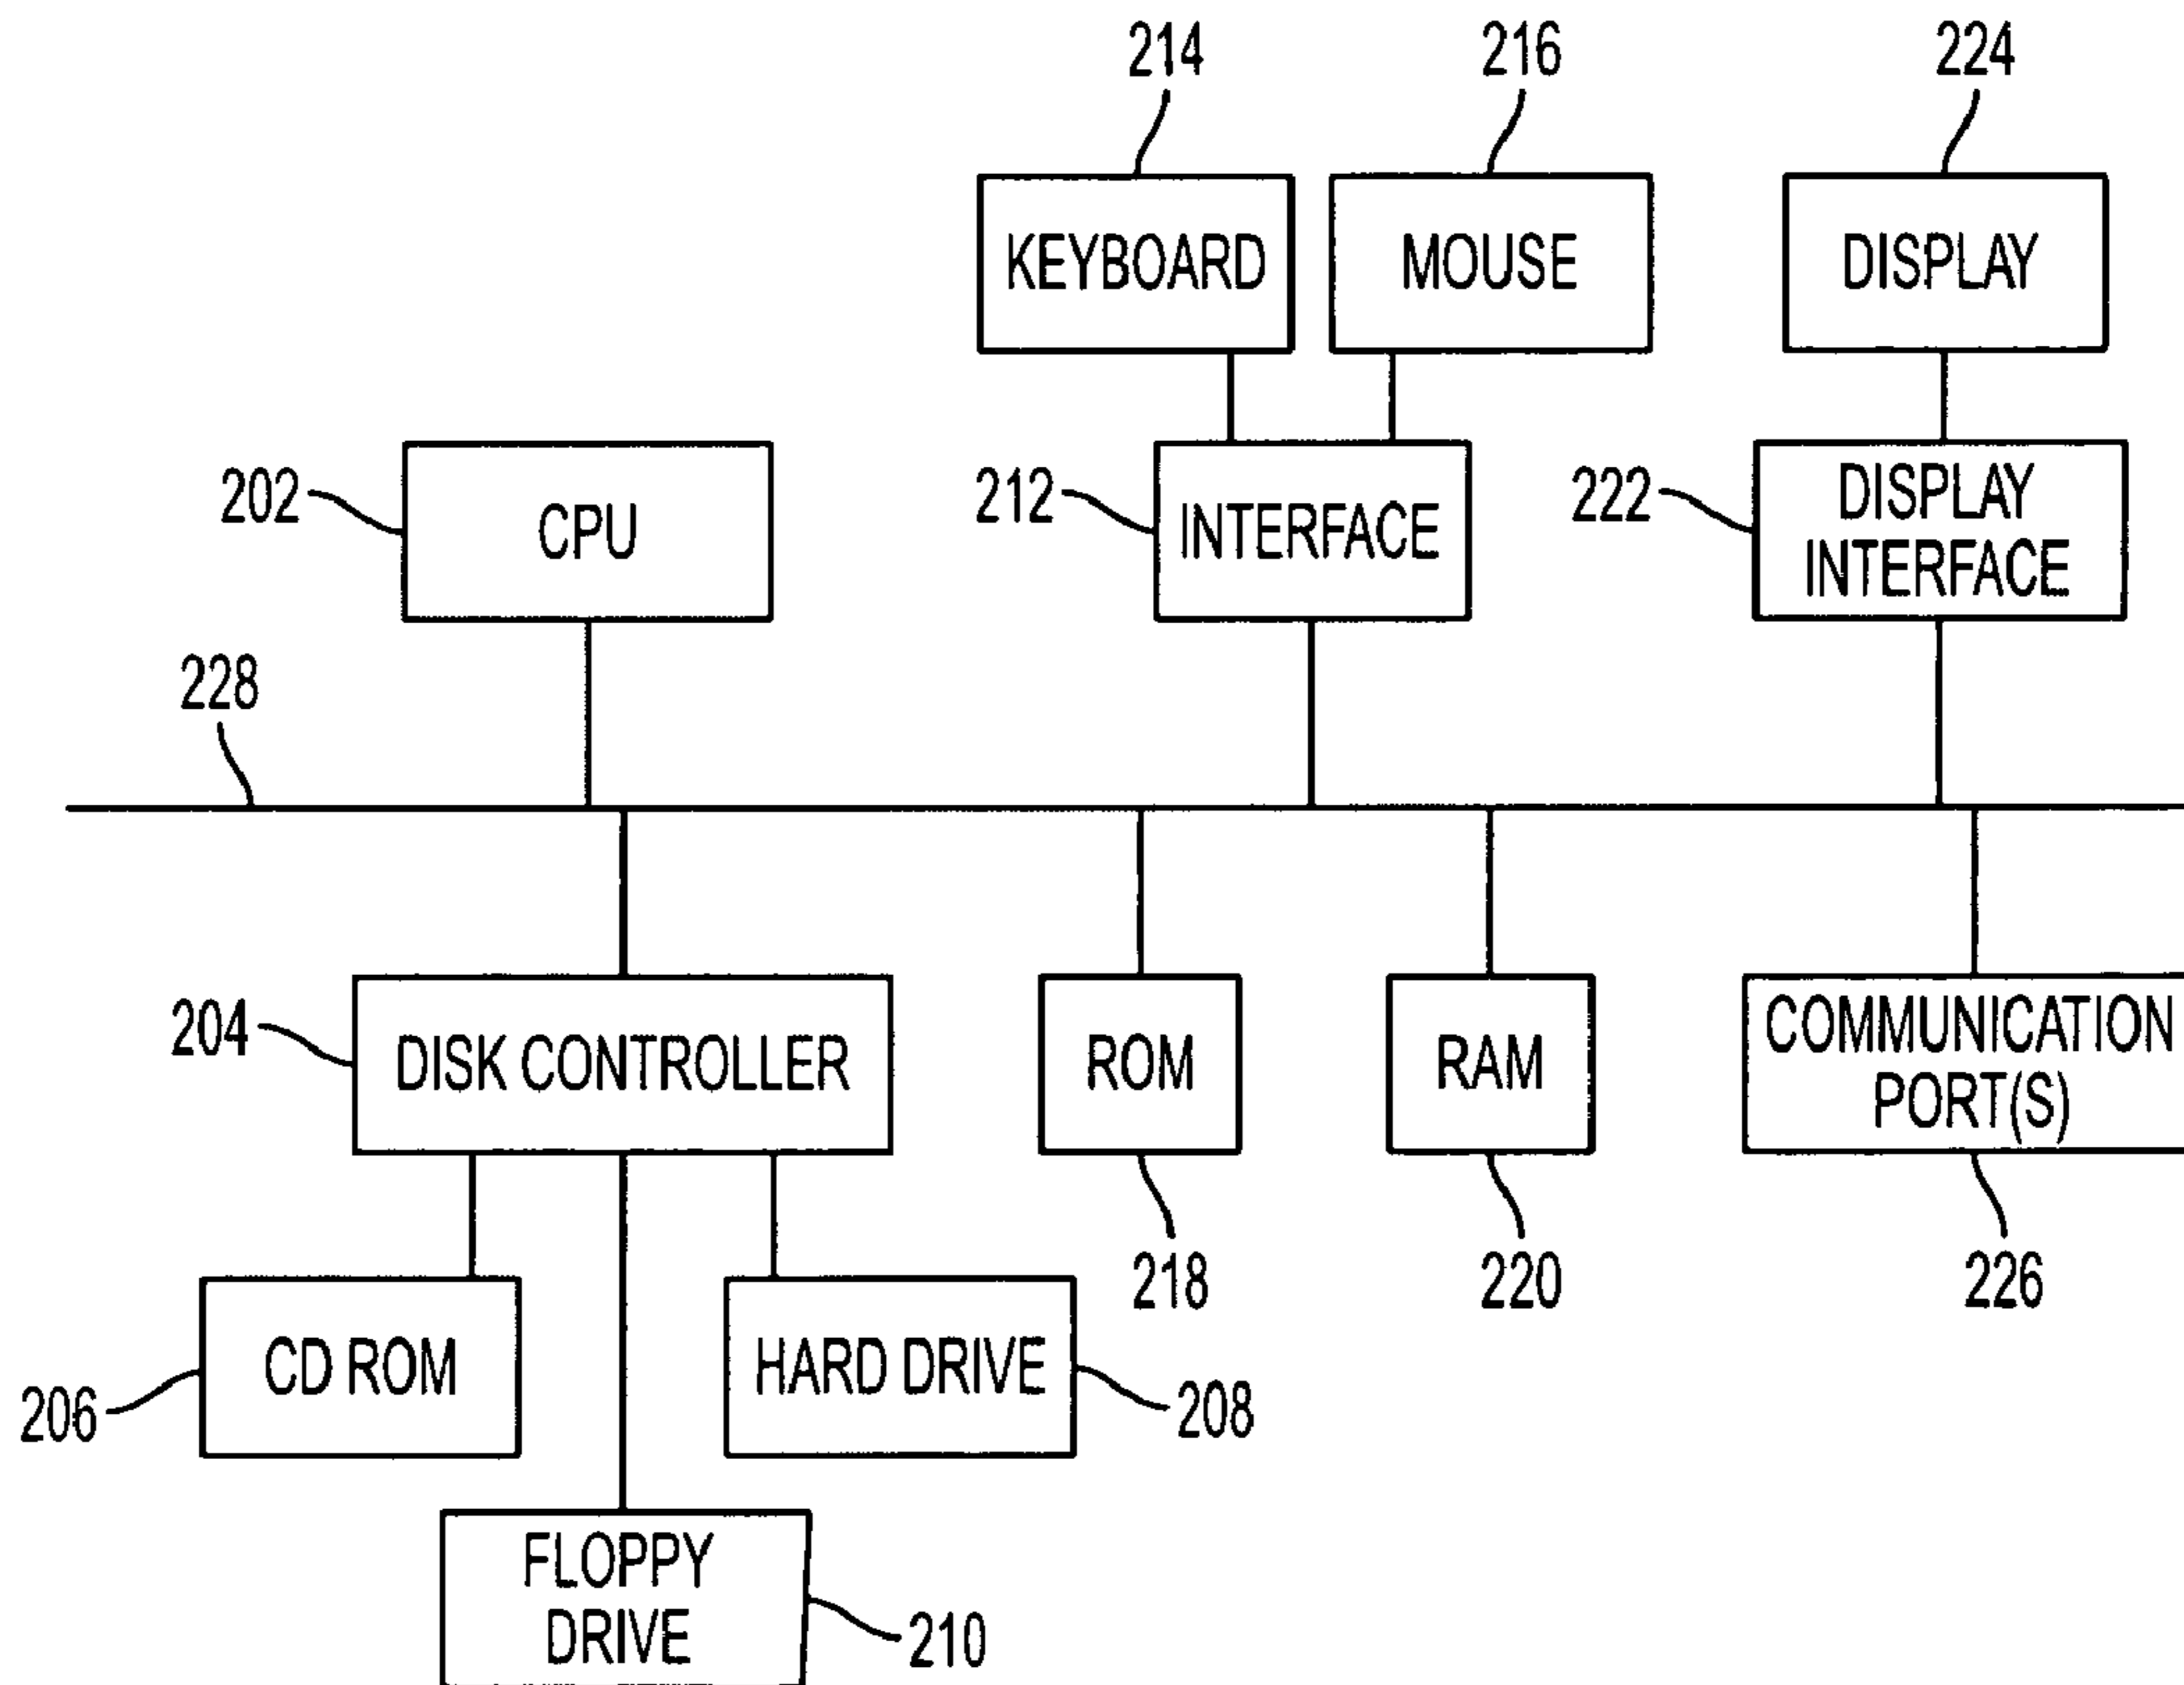 214
216
224
KEYBOARD
MOUSE
DISPLAY
202
CPU
212
INTERFACE
222
DISPLAY
INTERFACE
228
204
DISK CONTROLLER
ROM
RAM
COMMUNICATION
PORT(S)
218
220
226
206
CD ROM
HARD DRIVE
208
FLOPPY
DRIVE
210